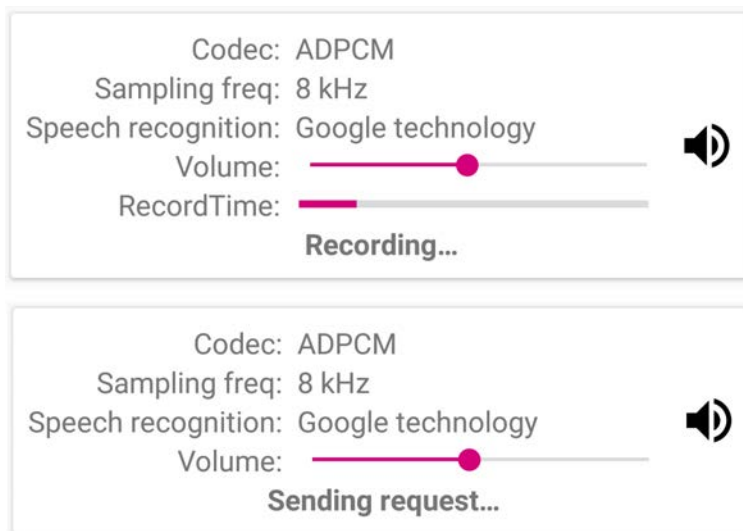 Codec: ADPCM
Sampling freq: 8 kHz
Speech recognition: Google technology
Volume:
RecordTime:
Recording...
Codec: ADPCM
Sampling freq: 8 kHz
Speech recognition: Google technology
Volume:
Sending request...